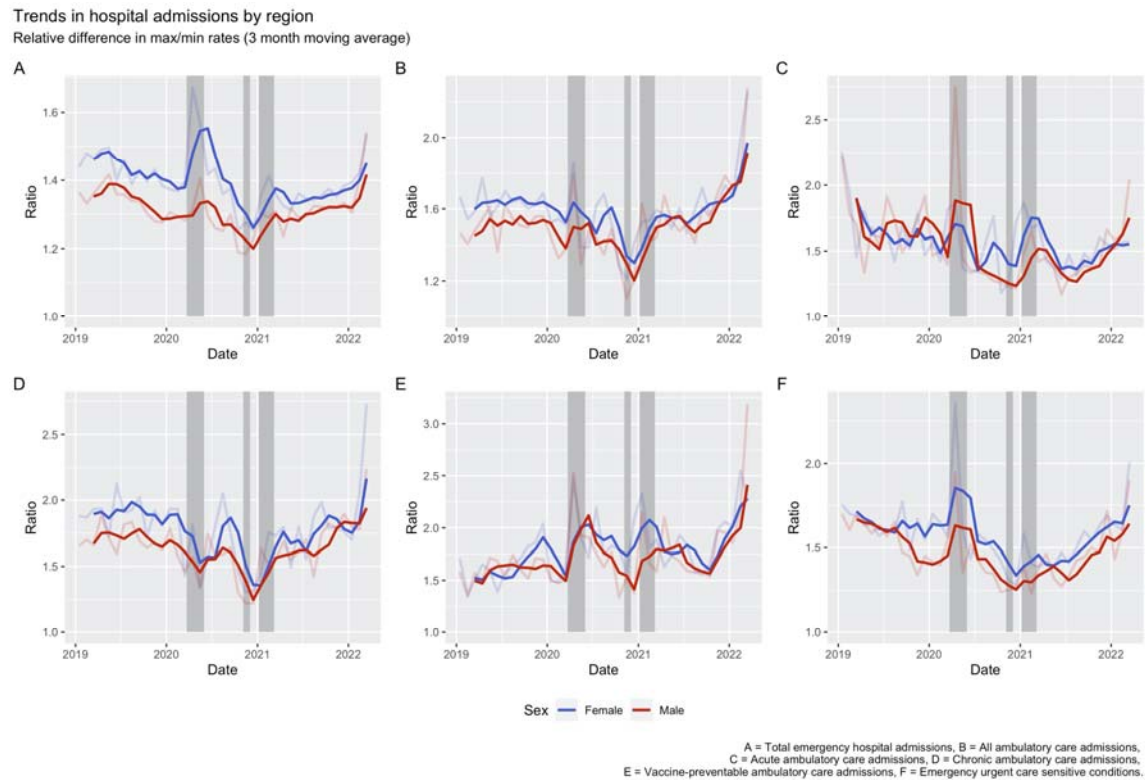 Trends in hospital admissions by region
Relative difference in max/min rates (3 month moving average)
A
1.6
1.4
1.2
1.0
Ratio
2019 2020 2021 2022
Date
B
2.0
1.6
1.2
Ratio
2019 2020 2021 2022
Date
C
2.5
2.0
1.5
1.0
Ratio
2019 2020 2021 2022
Date
D
2.5
2.0
1.5
1.0
Ratio
2019 2020 2021 2022
Date
E
3.0
2.5
2.0
1.5
1.0
Ratio
2019 2020 2021 2022
Date
F
2.0
1.5
1.0
Ratio
2019 2020 2021 2022
Date
Sex Female Male
A = Total emergency hospital admissions, B = All ambulatory care admissions,
C = Acute ambulatory care admissions, D = Chronic ambulatory care admissions,
E = Vaccine-preventable ambulatory care admissions, F = Emergency urgent care sensitive conditions.